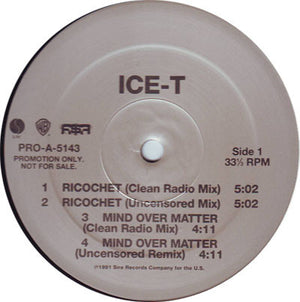 ICE-T
PRO-A-5143
PROMOTION ONLY.
NOT FOR SALE.
Side 1
33⅓ RPM
1 RICOCHET (Clean Radio Mix) 5:02
2 RICOCHET (Uncensored Mix) 5:02
3 MIND OVER MATTER
(Clean Radio Mix) 4:11
4 MIND OVER MATTER
(Uncensored Remix) 4:11
℗1991 Sire Records Company for the U.S.